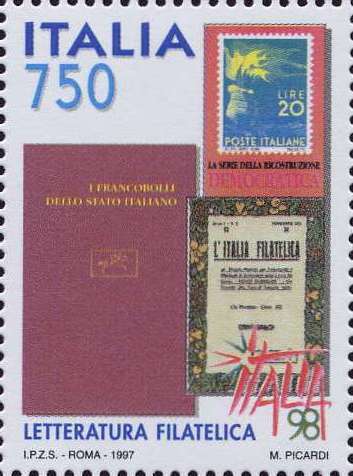 ITALIA
750
LIRE
20
POSTE ITALIANE
LA SERIE DELLA RICOSTRUZIONE
DEMOCRATICA
I FRANCOBOLLI
DELLO STATO ITALIANO
L'ITALIA FILATELICA
ITALIA
98
LETTERATURA FILATELICA
I.P.Z.S. - ROMA - 1997
M. PICARDI